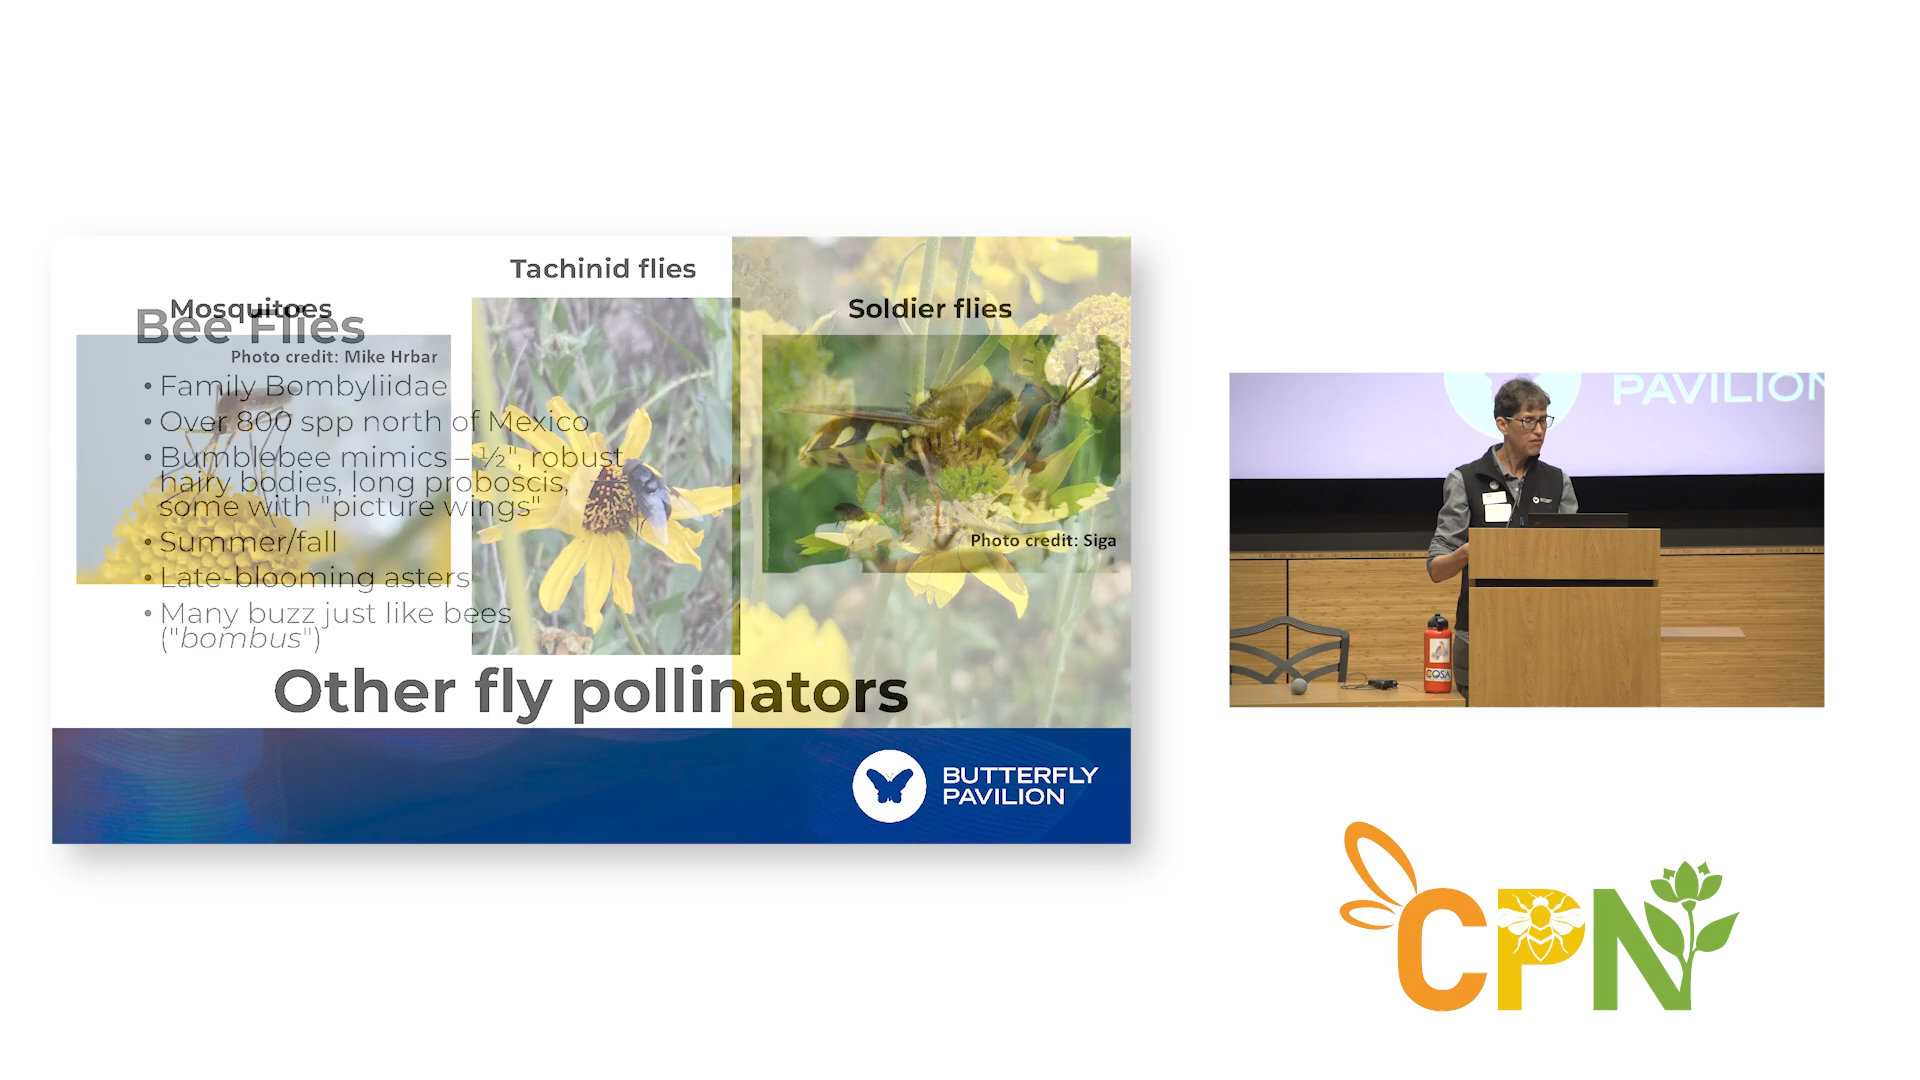 Tachinid flies
Mosquitoes
Soldier flies
Bee Flies
Photo credit: Mike Hrbar
• Family Bombyliidae
• Over 800 spp north of Mexico
• Bumblebee mimics – ½", robust
hairy bodies, long proboscis,
some with "picture wings"
• Summer/fall
• Late-blooming asters
• Many buzz just like bees
("bombus")
Photo credit: Siga
Other fly pollinators
BUTTERFLY
PAVILION
PAVILION
COSA
CPN